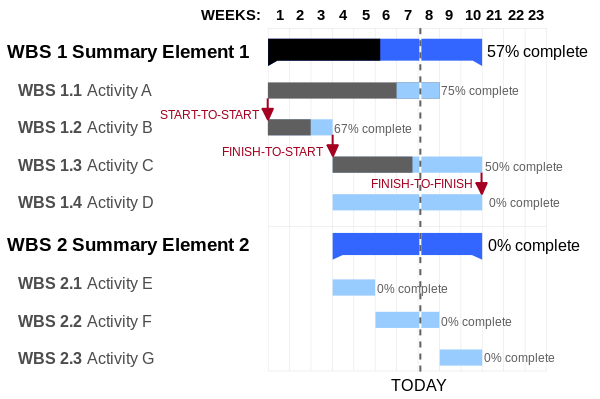 WEEKS: 1 2 3 4 5 6 7 8 9 10 21 22 23
WBS 1 Summary Element 1 57% complete
WBS 1.1 Activity A 75% complete
START-TO-START
WBS 1.2 Activity B 67% complete
FINISH-TO-START
WBS 1.3 Activity C 50% complete
FINISH-TO-FINISH
WBS 1.4 Activity D 0% complete
WBS 2 Summary Element 2 0% complete
WBS 2.1 Activity E 0% complete
WBS 2.2 Activity F 0% complete
WBS 2.3 Activity G 0% complete
TODAY